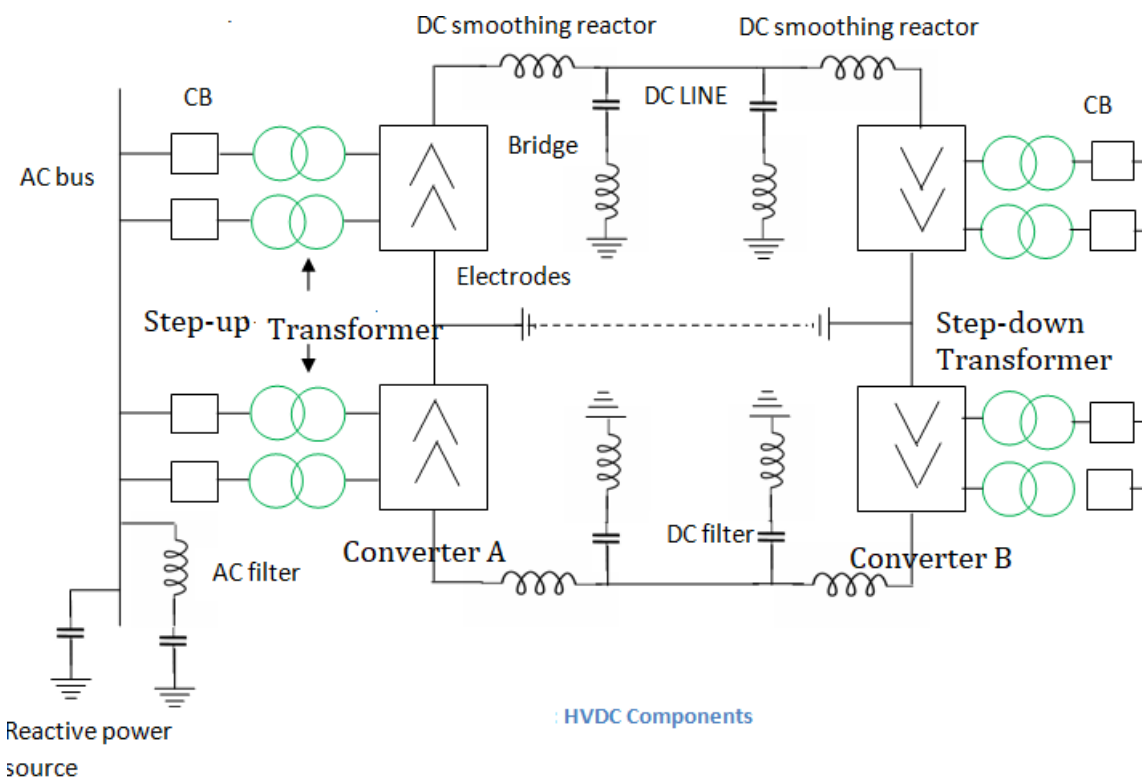 DC smoothing reactor
DC smoothing reactor
CB
DC LINE
CB
Bridge
AC bus
Electrodes
Step-up
Transformer
Step-down
Transformer
Converter A
DC filter
Converter B
AC filter
: HVDC Components
Reactive power
source